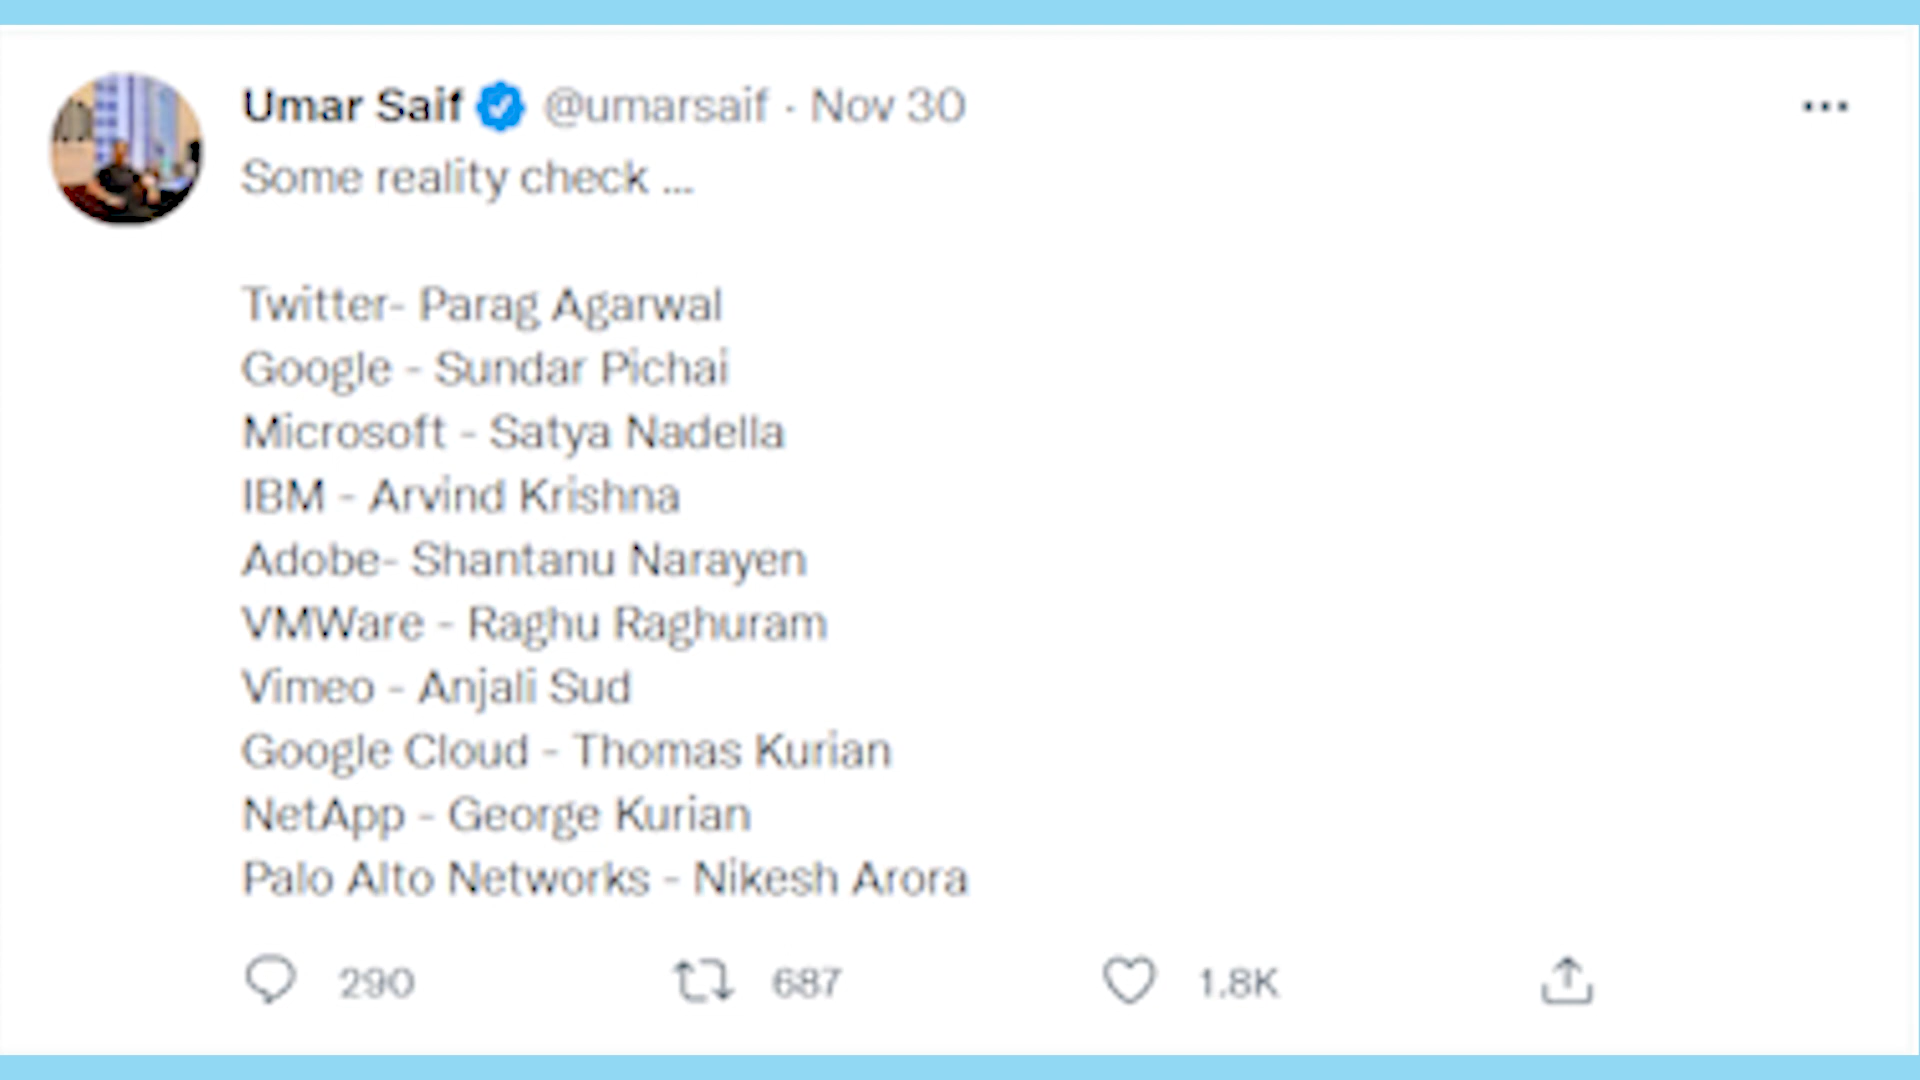 Umar Saif @umarsaif · Nov 30
Some reality check ...
Twitter- Parag Agarwal
Google - Sundar Pichai
Microsoft - Satya Nadella
IBM - Arvind Krishna
Adobe- Shantanu Narayen
VMWare - Raghu Raghuram
Vimeo - Anjali Sud
Google Cloud - Thomas Kurian
NetApp - George Kurian
Palo Alto Networks - Nikesh Arora
290 687 1.8K